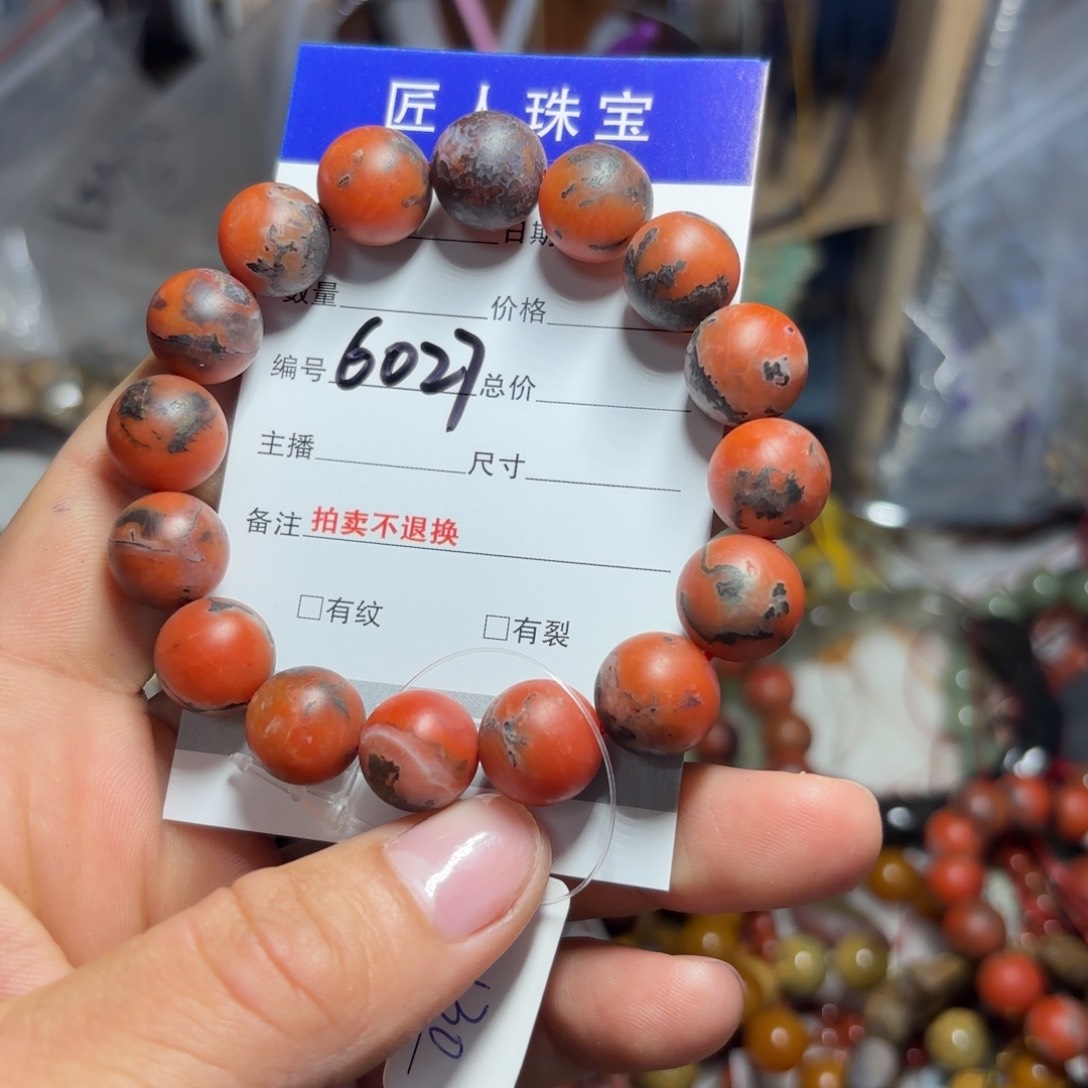 匠人珠宝
日期
数量 价格
编号 6027 总价
主播 尺寸
备注 拍卖不退换
□有纹 □有裂